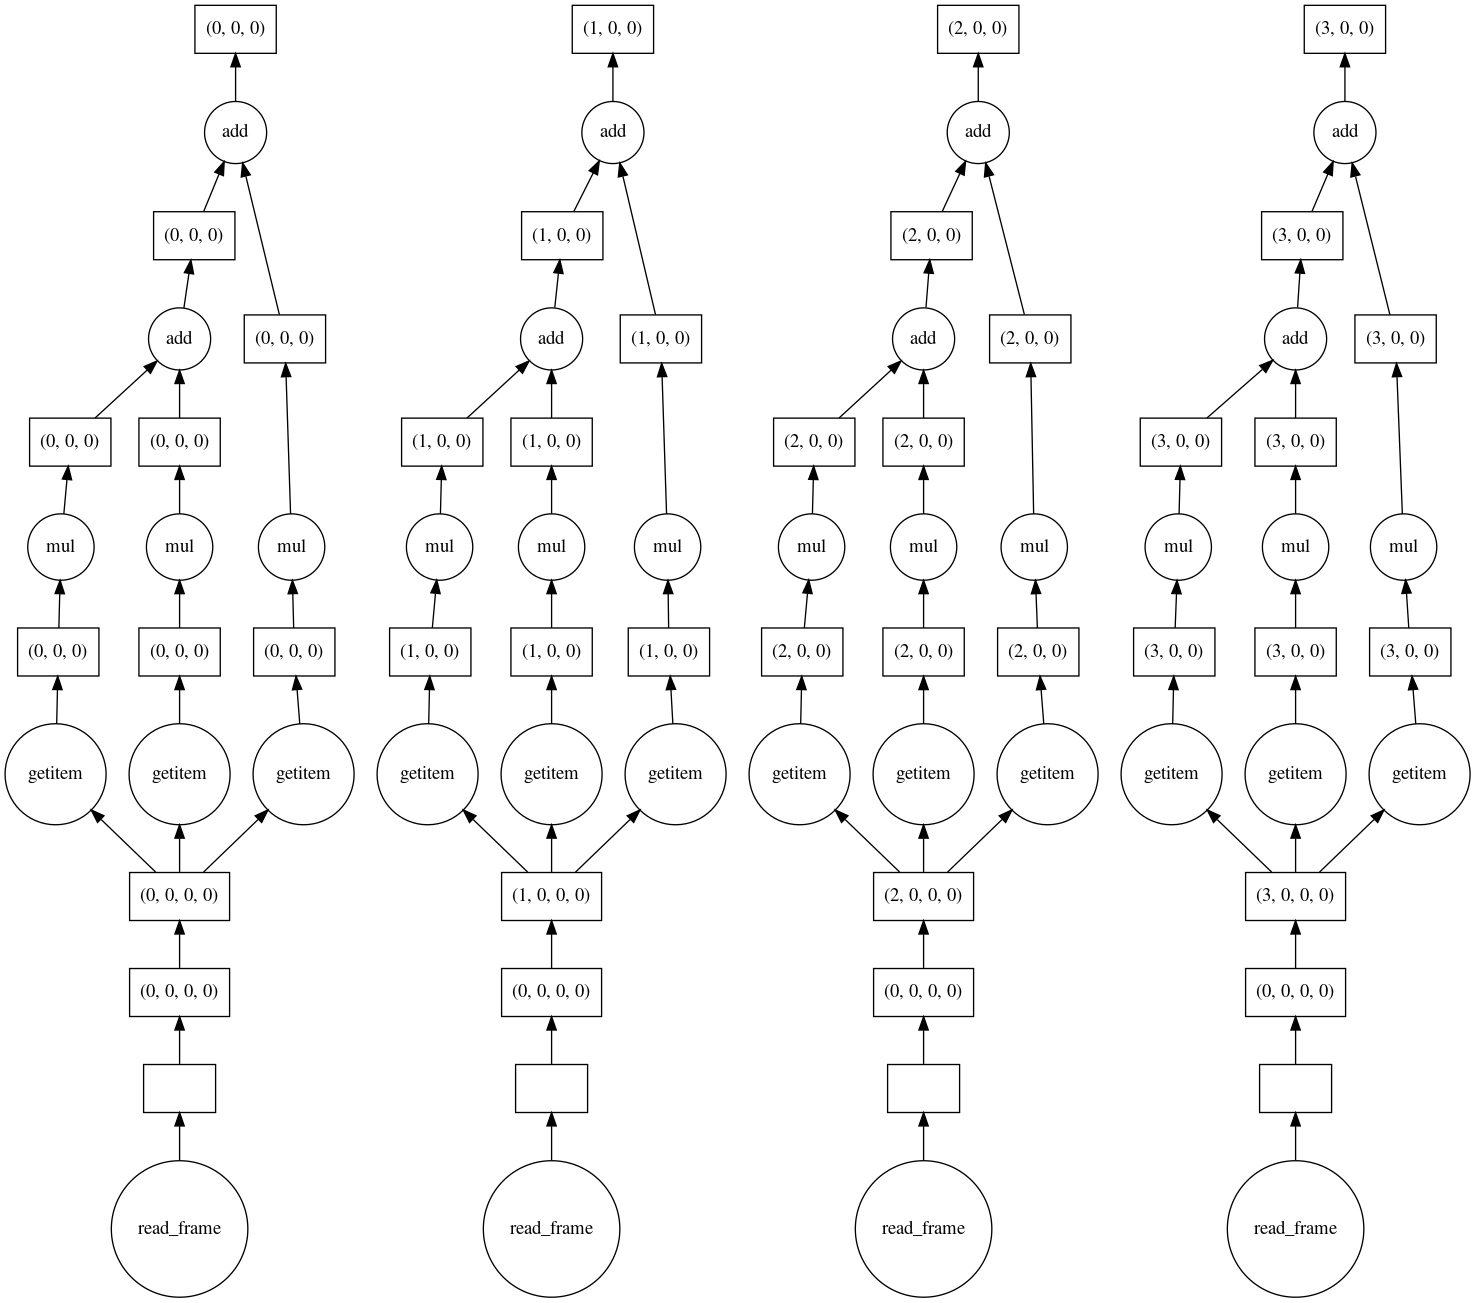 (0, 0, 0)
(1, 0, 0)
(2, 0, 0)
(3, 0, 0)
add
add
add
add
(0, 0, 0)
(1, 0, 0)
(2, 0, 0)
(3, 0, 0)
add
(0, 0, 0)
add
(1, 0, 0)
add
(2, 0, 0)
add
(3, 0, 0)
(0, 0, 0)
(0, 0, 0)
(1, 0, 0)
(1, 0, 0)
(2, 0, 0)
(2, 0, 0)
(3, 0, 0)
(3, 0, 0)
mul
mul
mul
mul
mul
mul
mul
mul
mul
mul
mul
mul
(0, 0, 0)
(0, 0, 0)
(0, 0, 0)
(1, 0, 0)
(1, 0, 0)
(1, 0, 0)
(2, 0, 0)
(2, 0, 0)
(2, 0, 0)
(3, 0, 0)
(3, 0, 0)
(3, 0, 0)
getitem
getitem
getitem
getitem
getitem
getitem
getitem
getitem
getitem
getitem
getitem
getitem
(0, 0, 0, 0)
(1, 0, 0, 0)
(2, 0, 0, 0)
(3, 0, 0, 0)
(0, 0, 0, 0)
(0, 0, 0, 0)
(0, 0, 0, 0)
(0, 0, 0, 0)
read_frame
read_frame
read_frame
read_frame